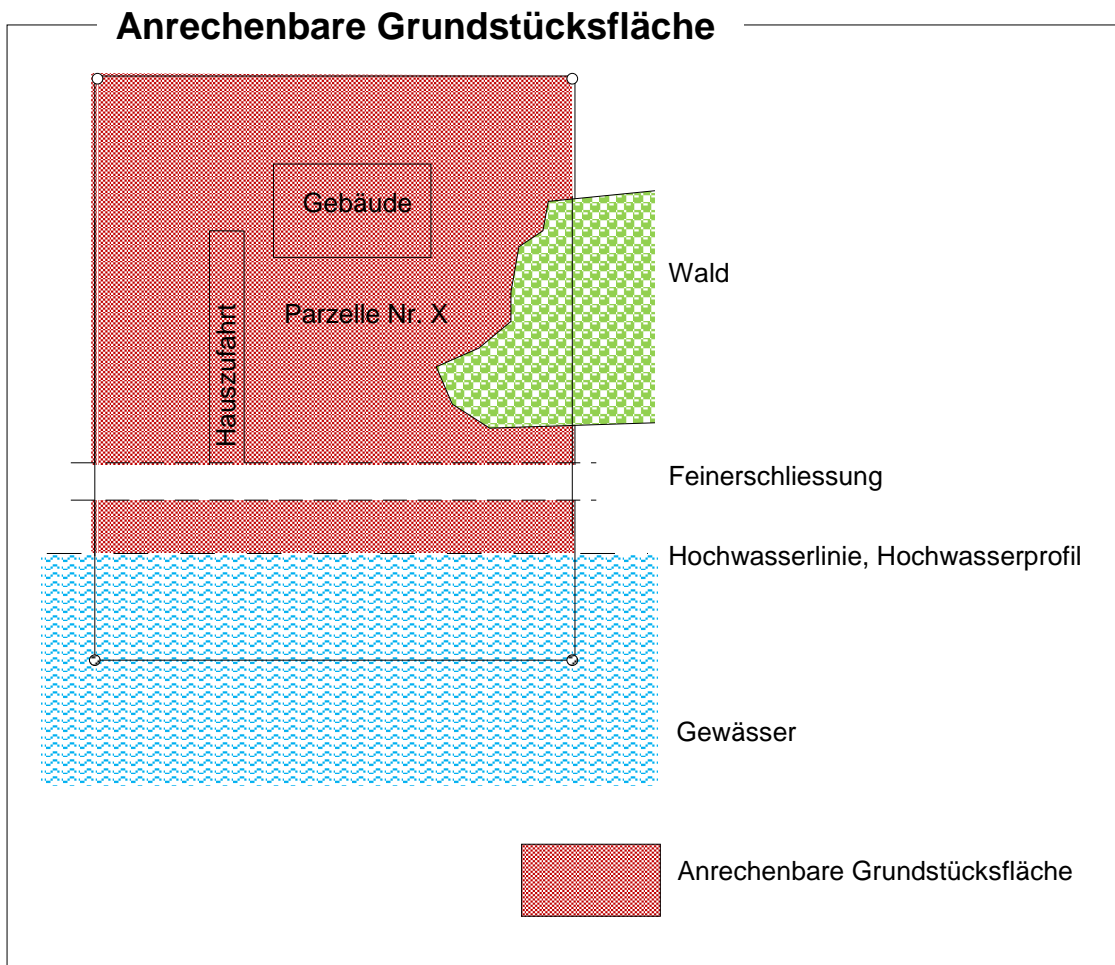 Anrechenbare Grundstücksfläche
Gebäude
Wald
Parzelle Nr. X
Hauszufahrt
Feinerschliessung
Hochwasserlinie, Hochwasserprofil
Gewässer
Anrechenbare Grundstücksfläche